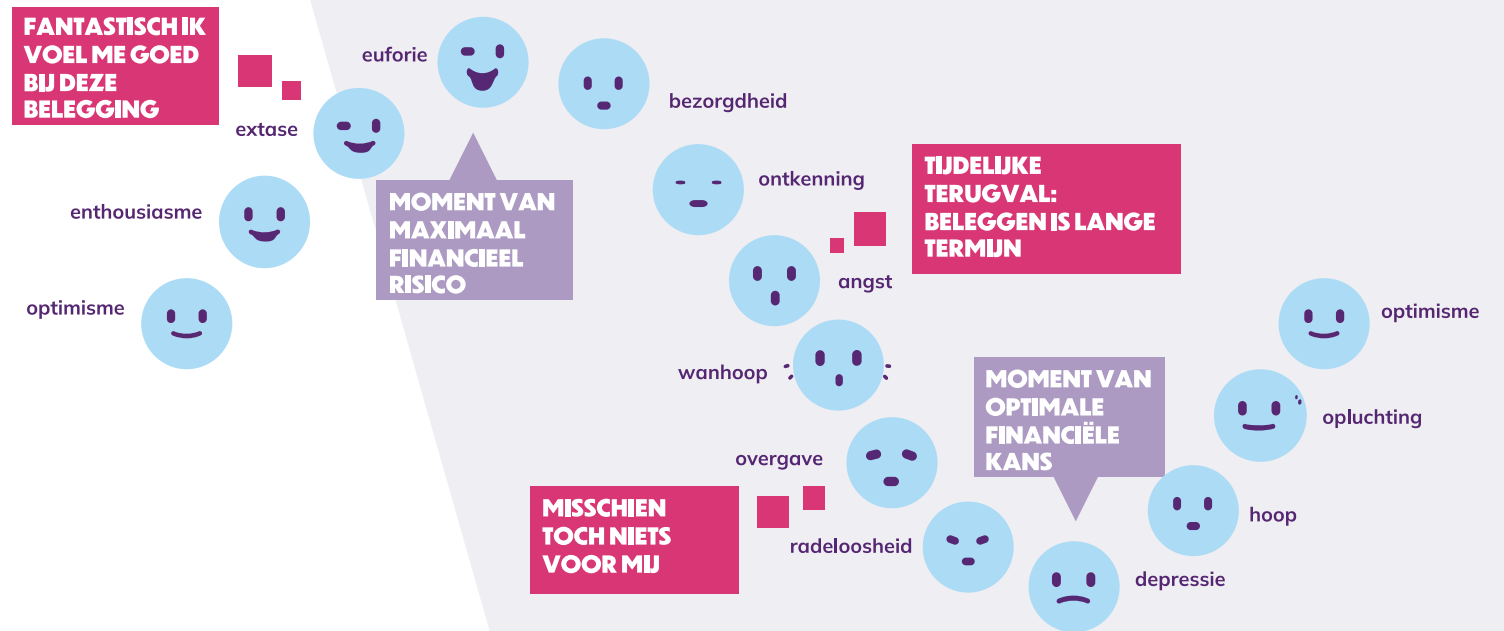 FANTASTISCH IK
VOEL ME GOED
BIJ DEZE
BELEGGING
euforie
bezorgdheid
extase
ontkenning
TIJDELIJKE
TERUGVAL:
BELEGGEN IS LANGE
TERMIJN
MOMENT VAN
MAXIMAAL
FINANCIEEL
RISICO
enthousiasme
angst
optimisme
optimisme
wanhoop
MOMENT VAN
OPTIMALE
FINANCIËLE
KANS
opluchting
overgave
MISSCHIEN
TOCH NIETS
VOOR MIJ
hoop
radeloosheid
depressie